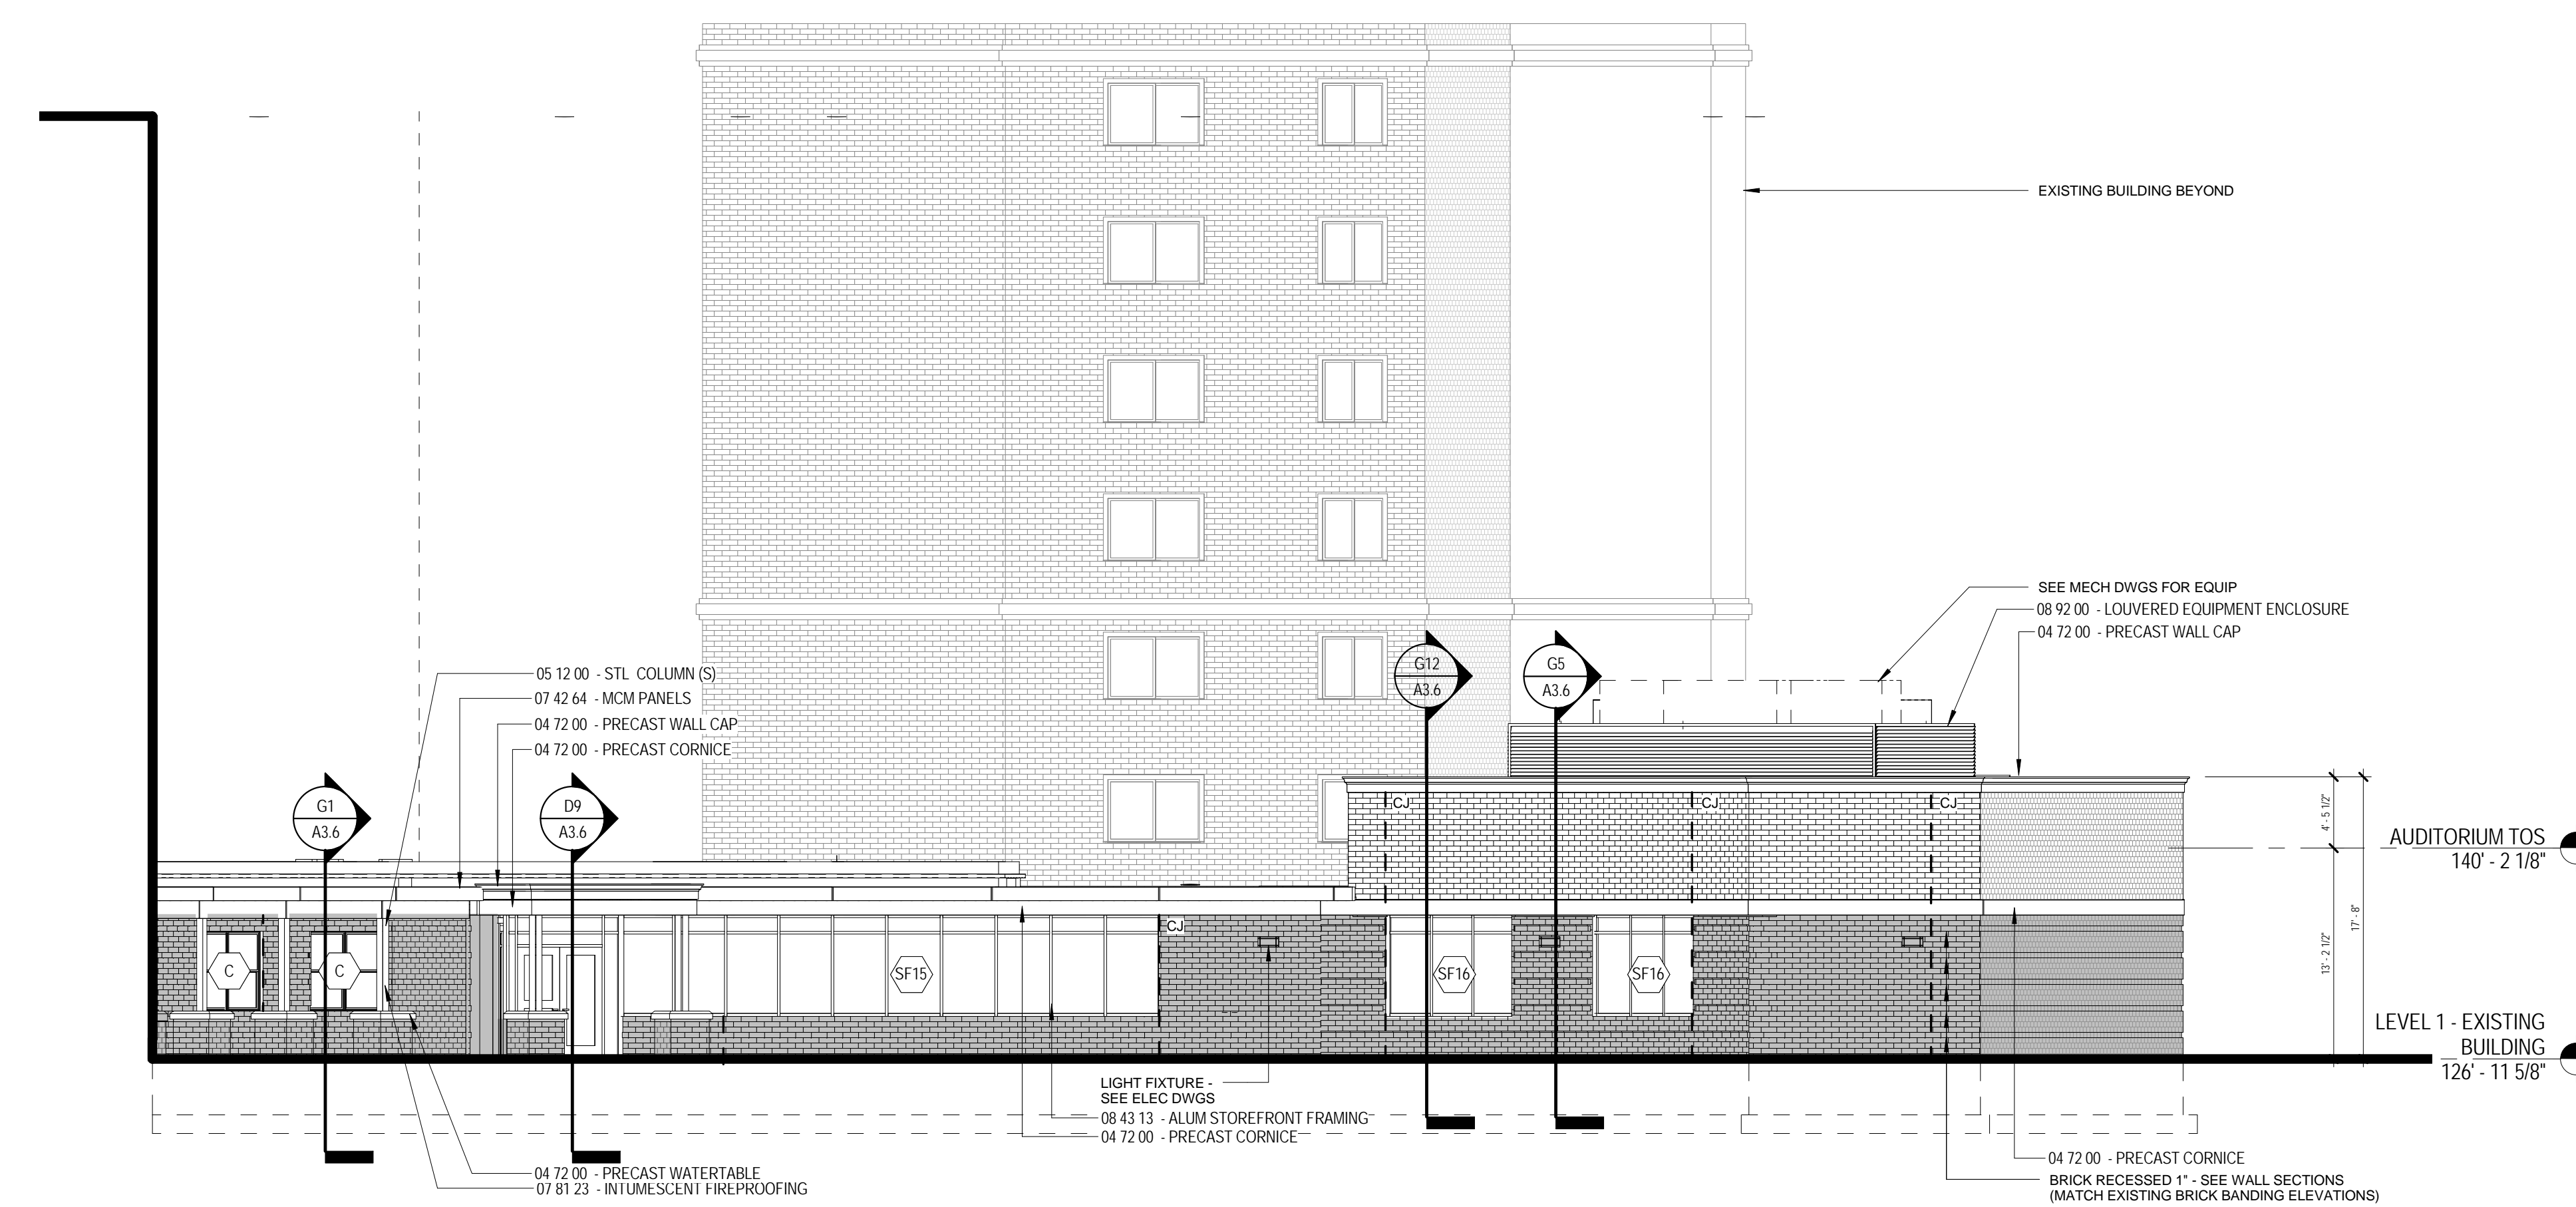 EXISTING BUILDING BEYOND
SEE MECH DWGS FOR EQUIP
08 92 00 - LOUVERED EQUIPMENT ENCLOSURE
04 72 00 - PRECAST WALL CAP
05 12 00 - STL COLUMN (S)
07 42 64 - MCM PANELS
04 72 00 - PRECAST WALL CAP
04 72 00 - PRECAST CORNICE
G12
A3.6
G5
A3.6
G1
A3.6
D9
A3.6
CJ
CJ
CJ
4' - 5 1/2"
AUDITORIUM TOS
140' - 2 1/8"
17' - 8"
13' - 2 1/2"
CJ
C
C
SF15
SF16
SF16
LEVEL 1 - EXISTING
BUILDING
126' - 11 5/8"
LIGHT FIXTURE -
SEE ELEC DWGS
08 43 13 - ALUM STOREFRONT FRAMING
04 72 00 - PRECAST CORNICE
04 72 00 - PRECAST WATERTABLE
07 81 23 - INTUMESCENT FIREPROOFING
04 72 00 - PRECAST CORNICE
BRICK RECESSED 1" - SEE WALL SECTIONS
(MATCH EXISTING BRICK BANDING ELEVATIONS)